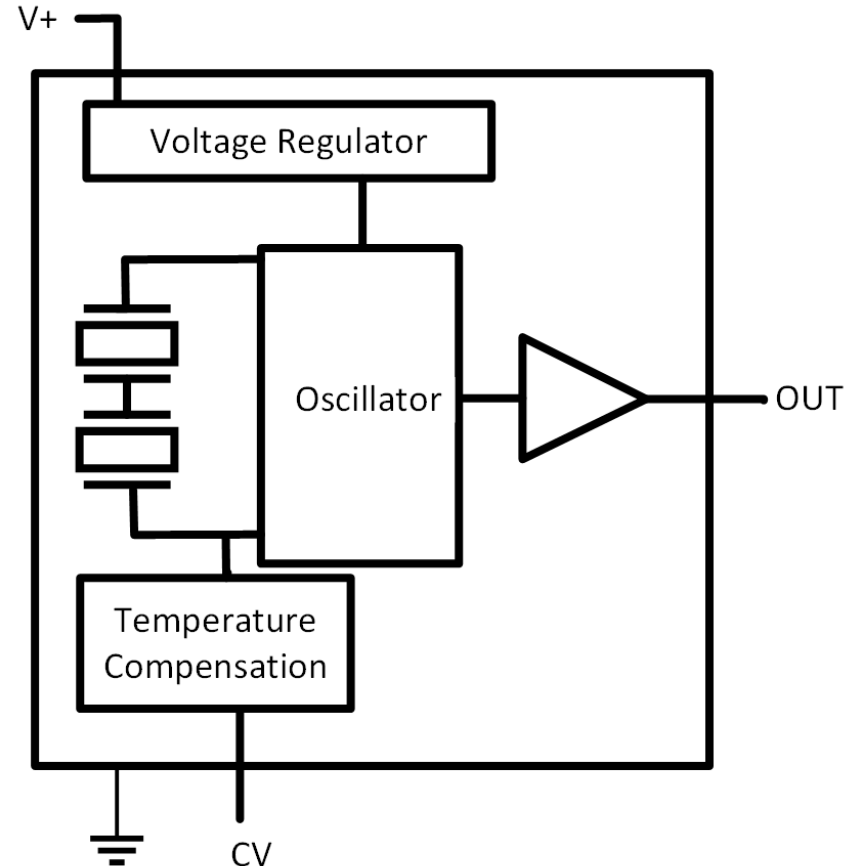 V+
Voltage Regulator
Oscillator
OUT
Temperature
Compensation
CV